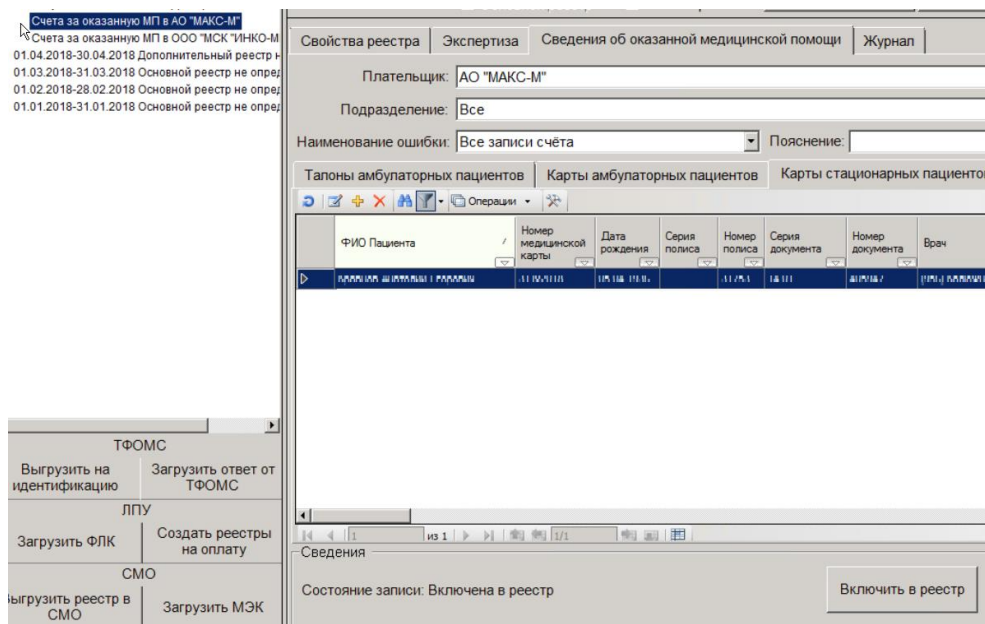 Счета за оказанную МП в АО "МАКС-М"
Счета за оказанную МП в ООО "МСК "ИНКО-М
01.04.2018-30.04.2018 Дополнительный реестр н
01.03.2018-31.03.2018 Основной реестр не опред
01.02.2018-28.02.2018 Основной реестр не опред
01.01.2018-31.01.2018 Основной реестр не опред
ТФОМС
Выгрузить на идентификацию
Загрузить ответ от ТФОМС
ЛПУ
Загрузить ФЛК
Создать реестры на оплату
СМО
Выгрузить реестр в СМО
Загрузить МЭК
Свойства реестра Экспертиза Сведения об оказанной медицинской помощи Журнал
Плательщик: АО "МАКС-М"
Подразделение: Все
Наименование ошибки: Все записи счёта Пояснение:
Талоны амбулаторных пациентов Карты амбулаторных пациентов Карты стационарных пациенто
Операции
ФИО Пациента
Номер медицинской карты
Дата рождения
Серия полиса
Номер полиса
Серия документа
Номер документа
Врач
1 из 1 1/1
Сведения
Состояние записи: Включена в реестр
Включить в реестр